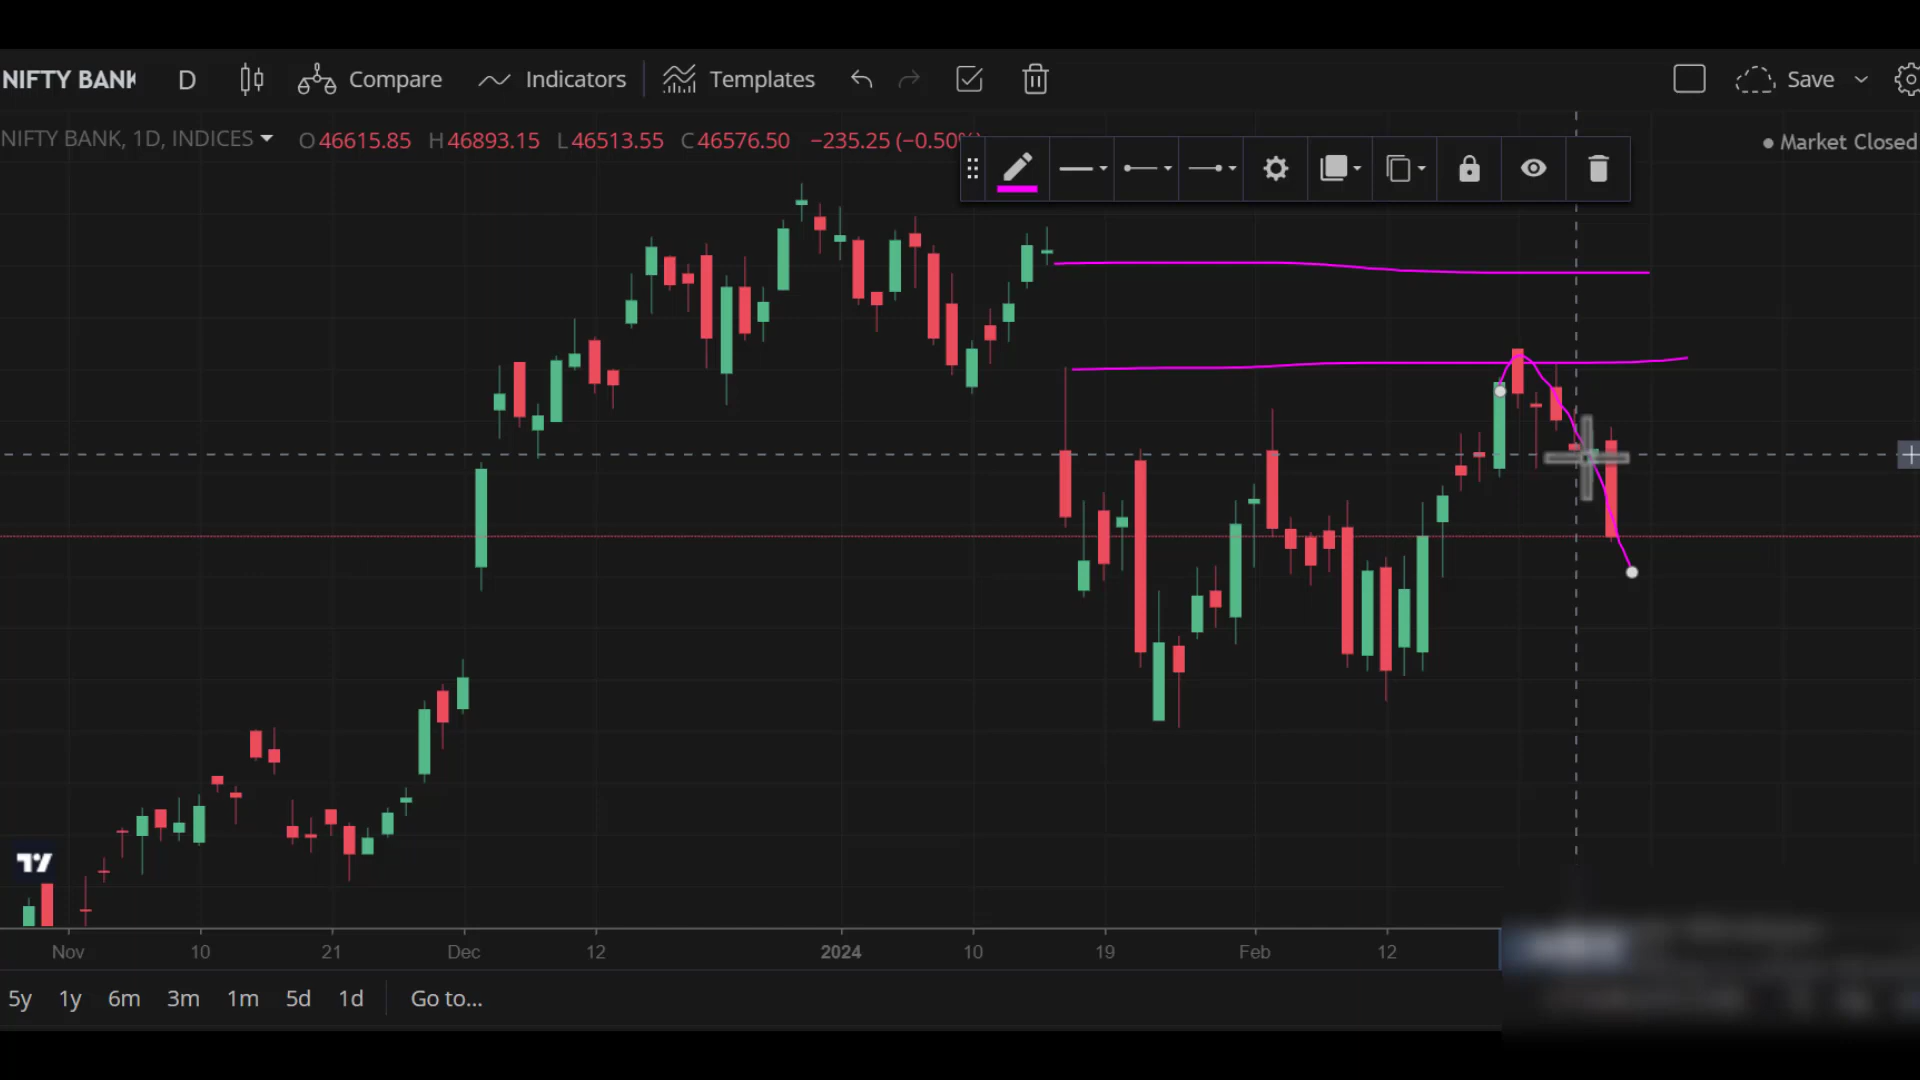 NIFTY BANK D Compare Indicators Templates Save
NIFTY BANK, 1D, INDICES O46615.85 H46893.15 L46513.55 C46576.50 −235.25 (−0.50%)
Market Closed
Nov 10 21 Dec 12 2024 10 19 Feb 12
5y 1y 6m 3m 1m 5d 1d Go to...